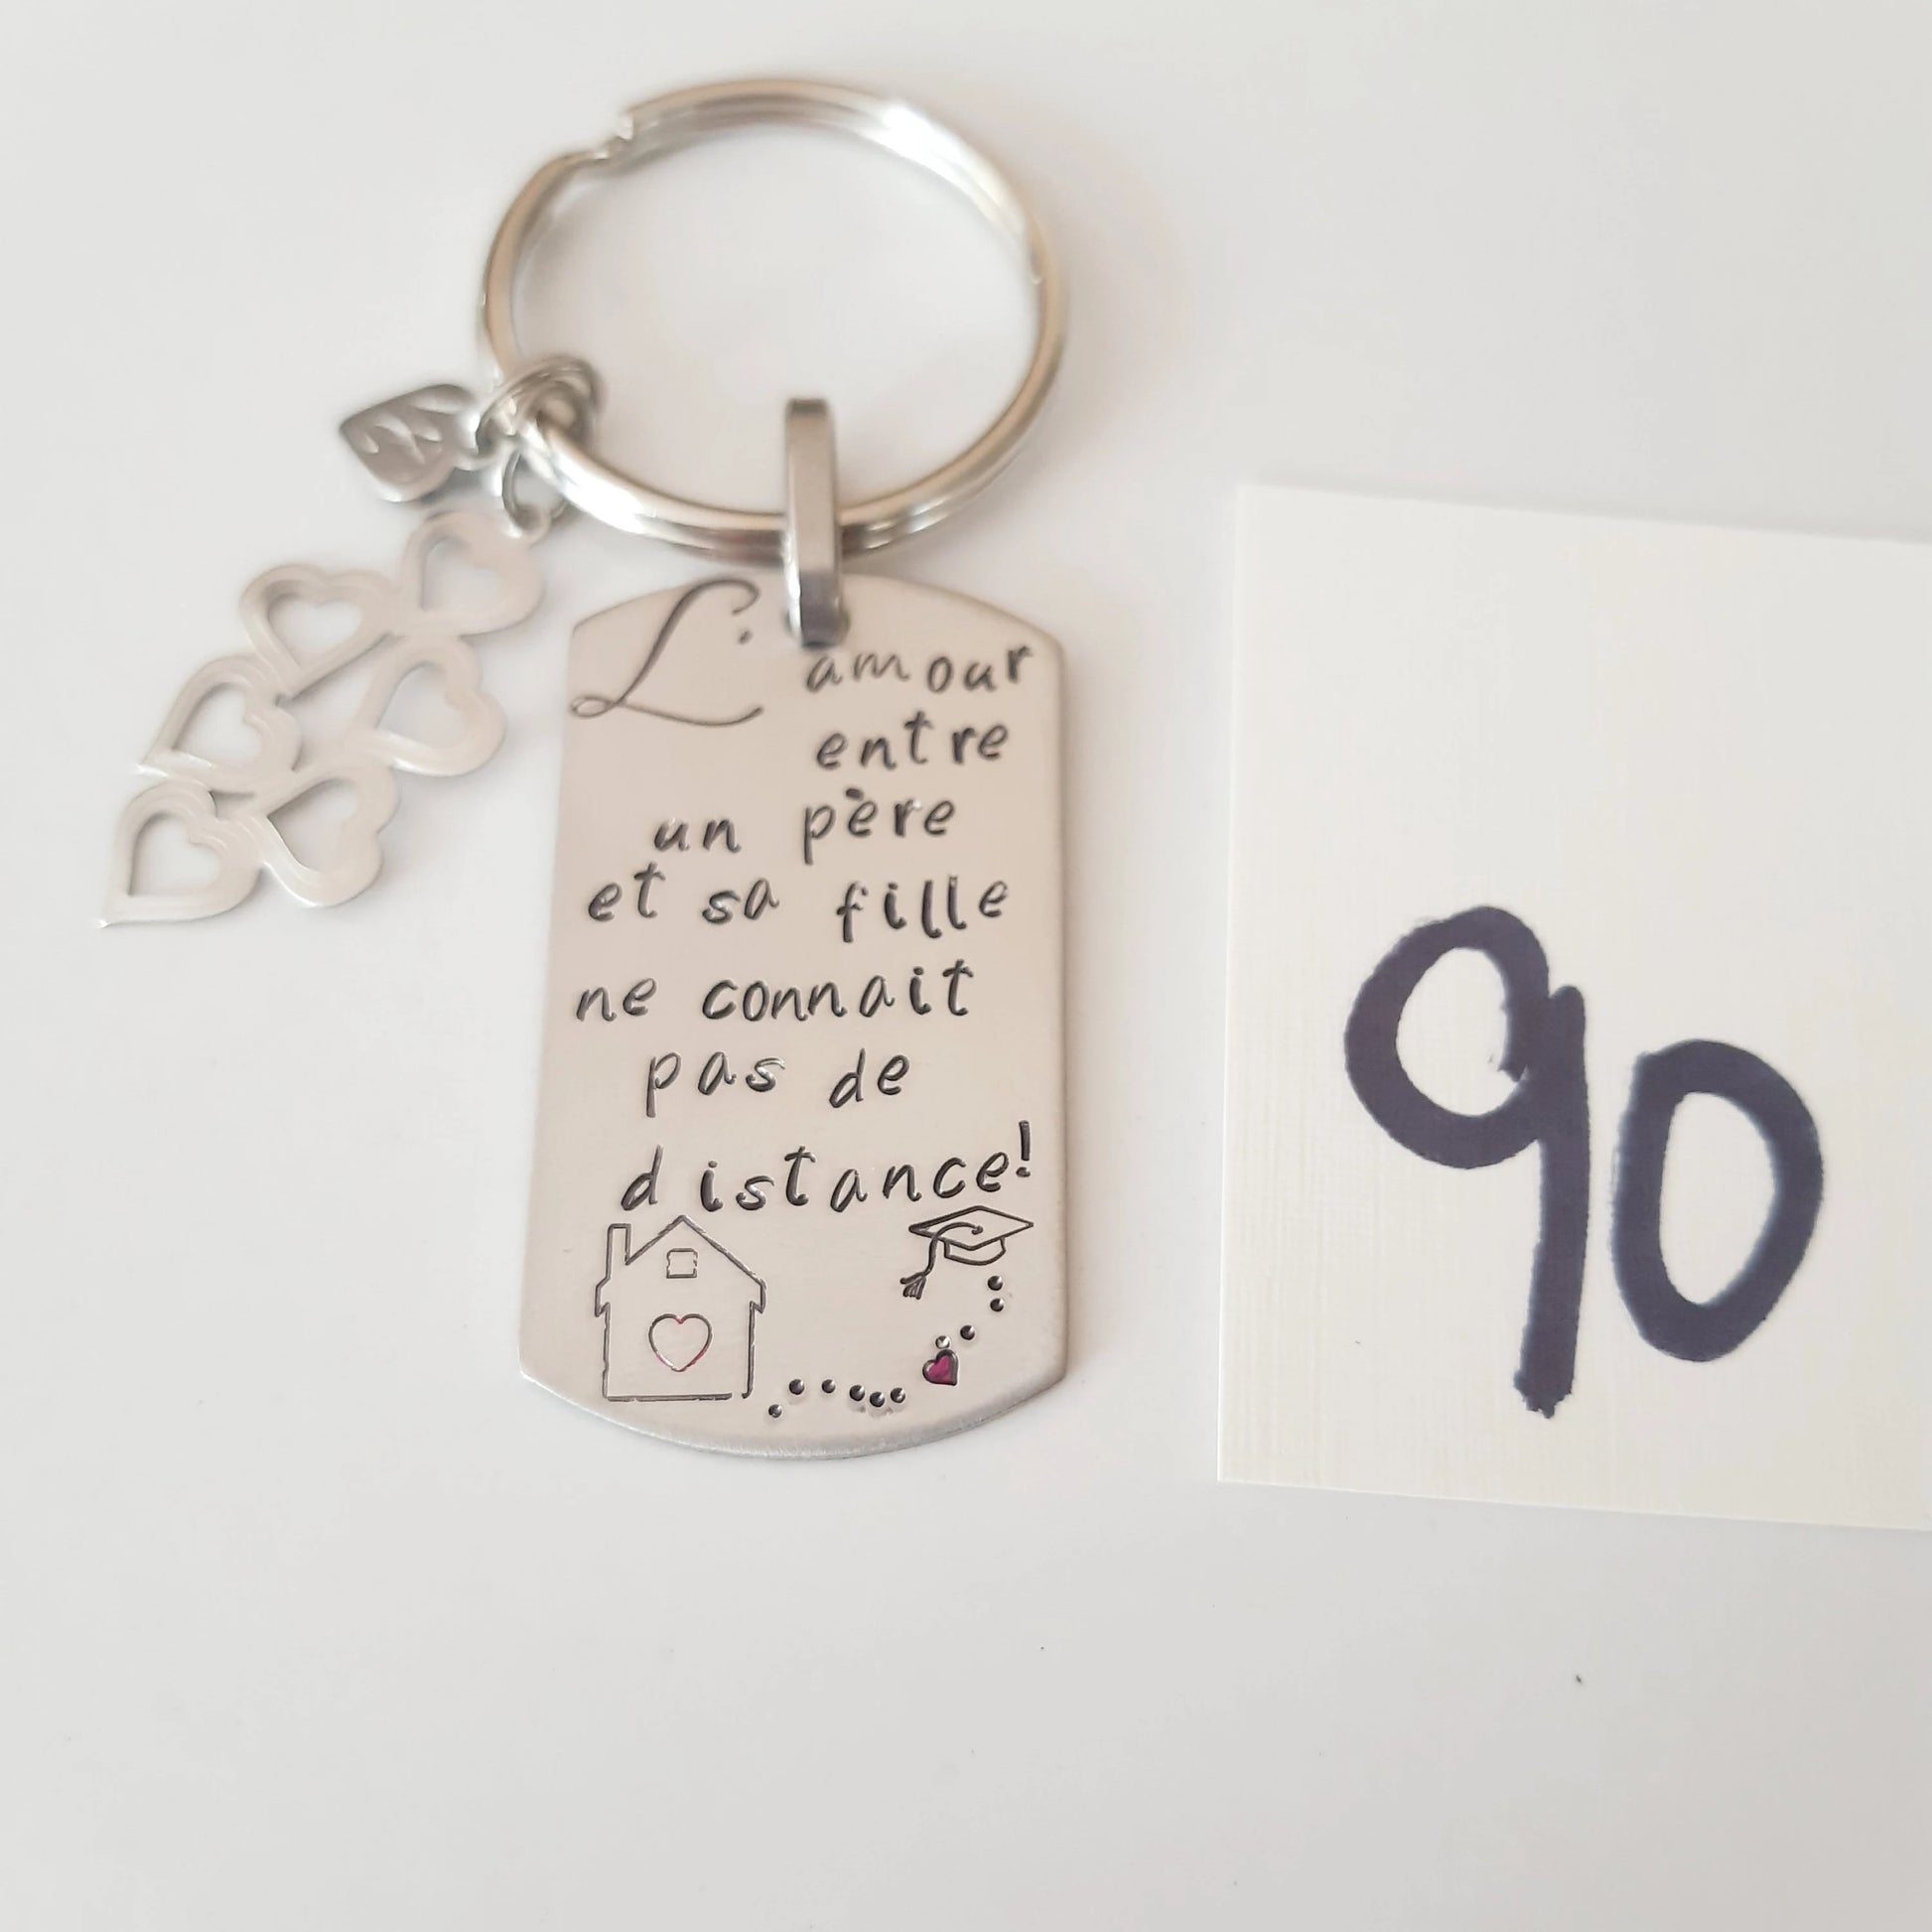 L'amour
entre
un père
et sa fille
ne connait
pas de
distance!
90